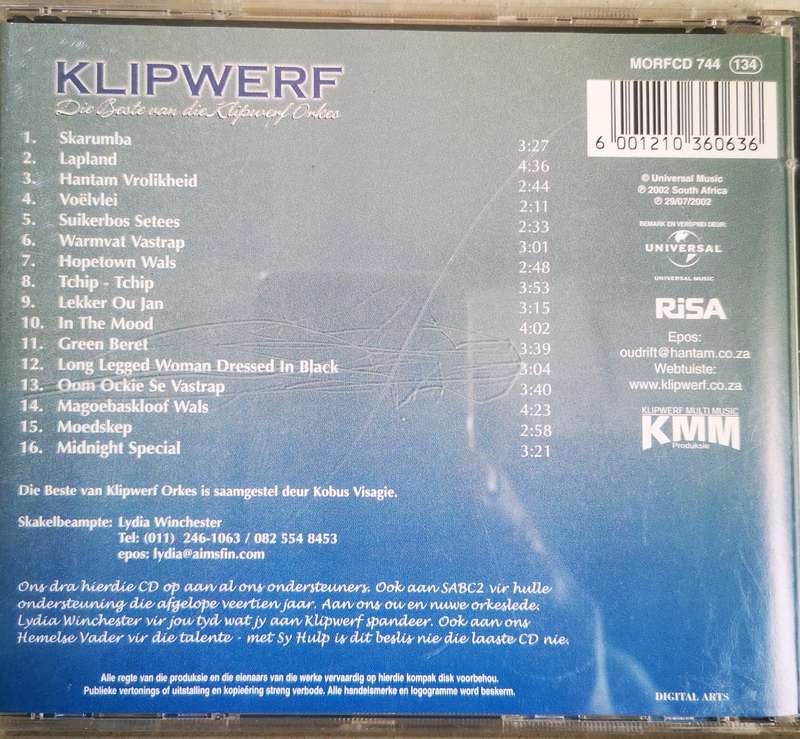 KLIPWERF
Die Beste van die Klipwerf Orkes
1. Skarumba 3:27
2. Lapland 4:36
3. Hantam Vrolikheid 2:44
4. Voëlvlei 2:11
5. Suikerbos Setees 2:33
6. Warmvat Vastrap 3:01
7. Hopetown Wals 2:48
8. Tchip - Tchip 3:53
9. Lekker Ou Jan 3:15
10. In The Mood 4:02
11. Green Beret 3:39
12. Long Legged Woman Dressed In Black 3:04
13. Oom Ockie Se Vastrap 3:40
14. Magoebaskloof Wals 4:23
15. Moedskep 2:58
16. Midnight Special 3:21
Die Beste van Klipwerf Orkes is saamgestel deur Kobus Visagie.
Skakelbeampte: Lydia Winchester
Tel: (011) 246-1063 / 082 554 8453
epos: lydia@aimsfin.com
Ons dra hierdie CD op aan al ons ondersteuners. Ook aan SABC2 vir hulle
ondersteuning die afgelope veertien jaar. Aan ons ou en nuwe orkeslede.
Lydia Winchester vir jou tyd wat jy aan Klipwerf spandeer. Ook aan ons
Hemelse Vader vir die talente - met Sy Hulp is dit beslis nie die laaste CD nie.
Alle regte van die produksie en die eienaars van die werke vervaardig op hierdie kompak disk voorbehou.
Publieke vertonings of uitstalling en kopieëring streng verbode. Alle handelsmerke en logogramme word beskerm.
MORFCD 744 134
6 001210 360636
© Universal Music
℗ 2002 South Africa
℗ 29/07/2002
BEMARK EN VERSPREI DEUR:
UNIVERSAL
UNIVERSAL MUSIC
RiSA
Epos:
oudrift@hantam.co.za
Webtuiste:
www.klipwerf.co.za
KLIPWERF MULTI MUSIC
KMM
Produksie
DIGITAL ARTS